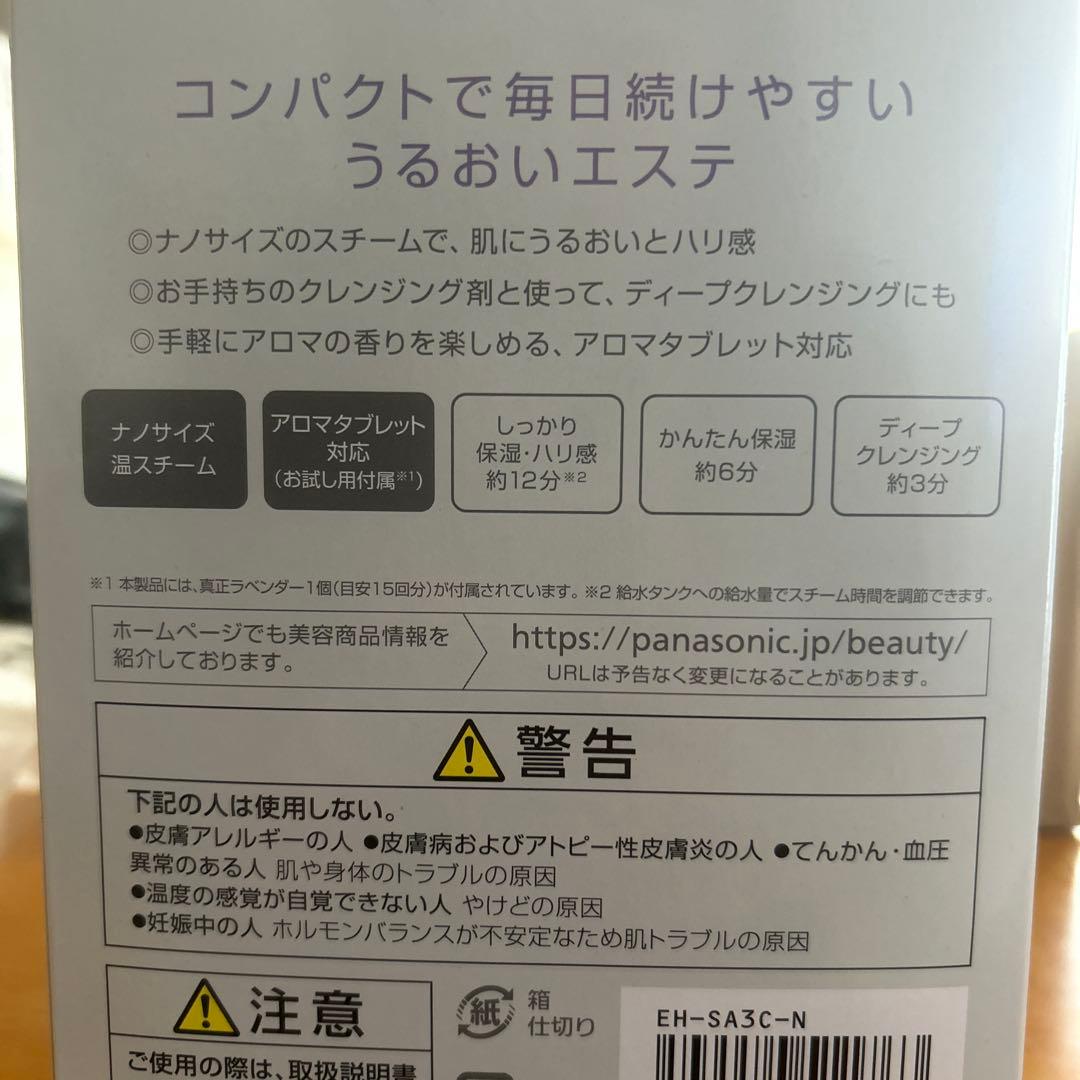 コンパクトで毎日続けやすい
うるおいエステ
◎ナノサイズのスチームで、肌にうるおいとハリ感
◎お手持ちのクレンジング剤と使って、ディープクレンジングにも
◎手軽にアロマの香りを楽しめる、アロマタブレット対応
ナノサイズ
温スチーム
アロマタブレット
対応
(お試し用付属※1)
しっかり
保湿・ハリ感
約12分※2
かんたん保湿
約6分
ディープ
クレンジング
約3分
※1 本製品には、真正ラベンダー1個(目安15回分)が付属されています。※2 給水タンクへの給水量でスチーム時間を調節できます。
ホームページでも美容商品情報を
紹介しております。
https://panasonic.jp/beauty/
URLは予告なく変更になることがあります。
警告
下記の人は使用しない。
●皮膚アレルギーの人 ●皮膚病およびアトピー性皮膚炎の人 ●てんかん・血圧
異常のある人 肌や身体のトラブルの原因
●温度の感覚が自覚できない人 やけどの原因
●妊娠中の人 ホルモンバランスが不安定なため肌トラブルの原因
注意
ご使用の際は、取扱説明書
紙
箱
仕切り
EH-SA3C-N